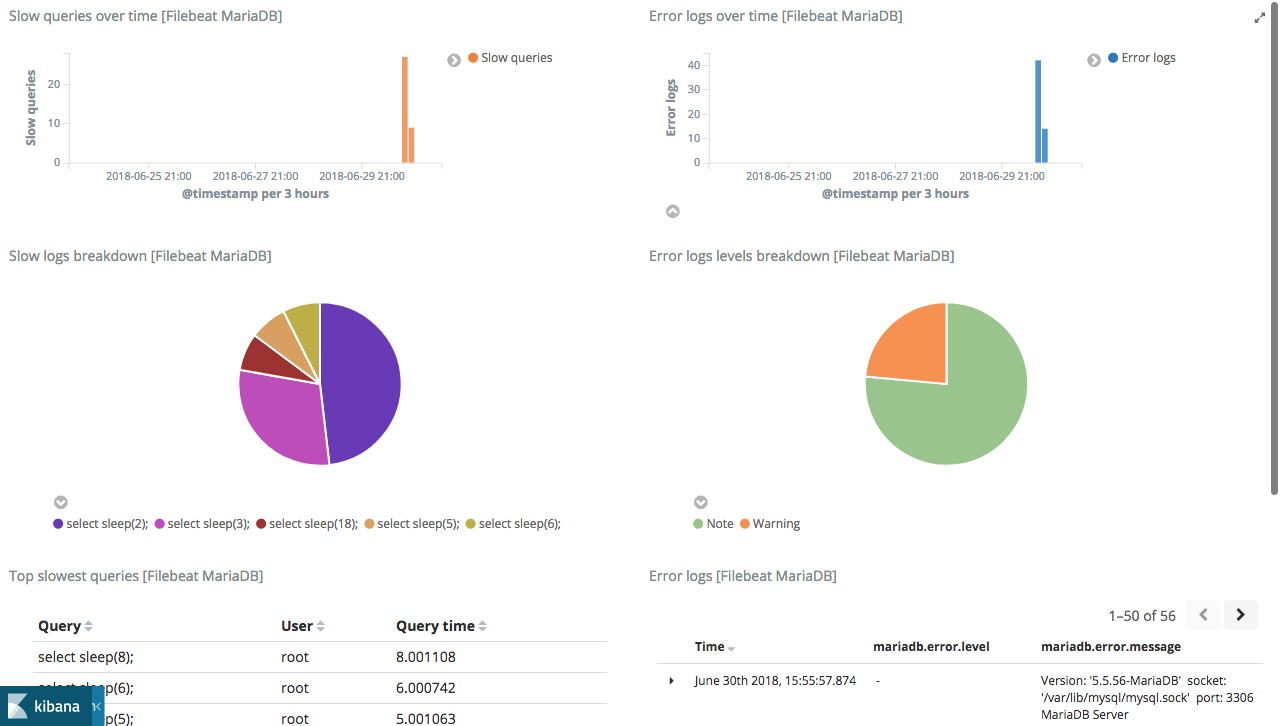 Slow queries over time [Filebeat MariaDB]
Slow queries
20
10
0
2018-06-25 21:00 2018-06-27 21:00 2018-06-29 21:00
@timestamp per 3 hours
Slow queries
Error logs over time [Filebeat MariaDB]
Error logs
40
30
20
10
0
2018-06-25 21:00 2018-06-27 21:00 2018-06-29 21:00
@timestamp per 3 hours
Error logs
Slow logs breakdown [Filebeat MariaDB]
select sleep(2); select sleep(3); select sleep(18); select sleep(5); select sleep(6);
Error logs levels breakdown [Filebeat MariaDB]
Note Warning
Top slowest queries [Filebeat MariaDB]
Query User Query time
select sleep(8); root 8.001108
p(6); root 6.000742
p(5); root 5.001063
kibana
Error logs [Filebeat MariaDB]
1–50 of 56
Time mariadb.error.level mariadb.error.message
June 30th 2018, 15:55:57.874 - Version: '5.5.56-MariaDB' socket:
'/var/lib/mysql/mysql.sock' port: 3306
MariaDB Server